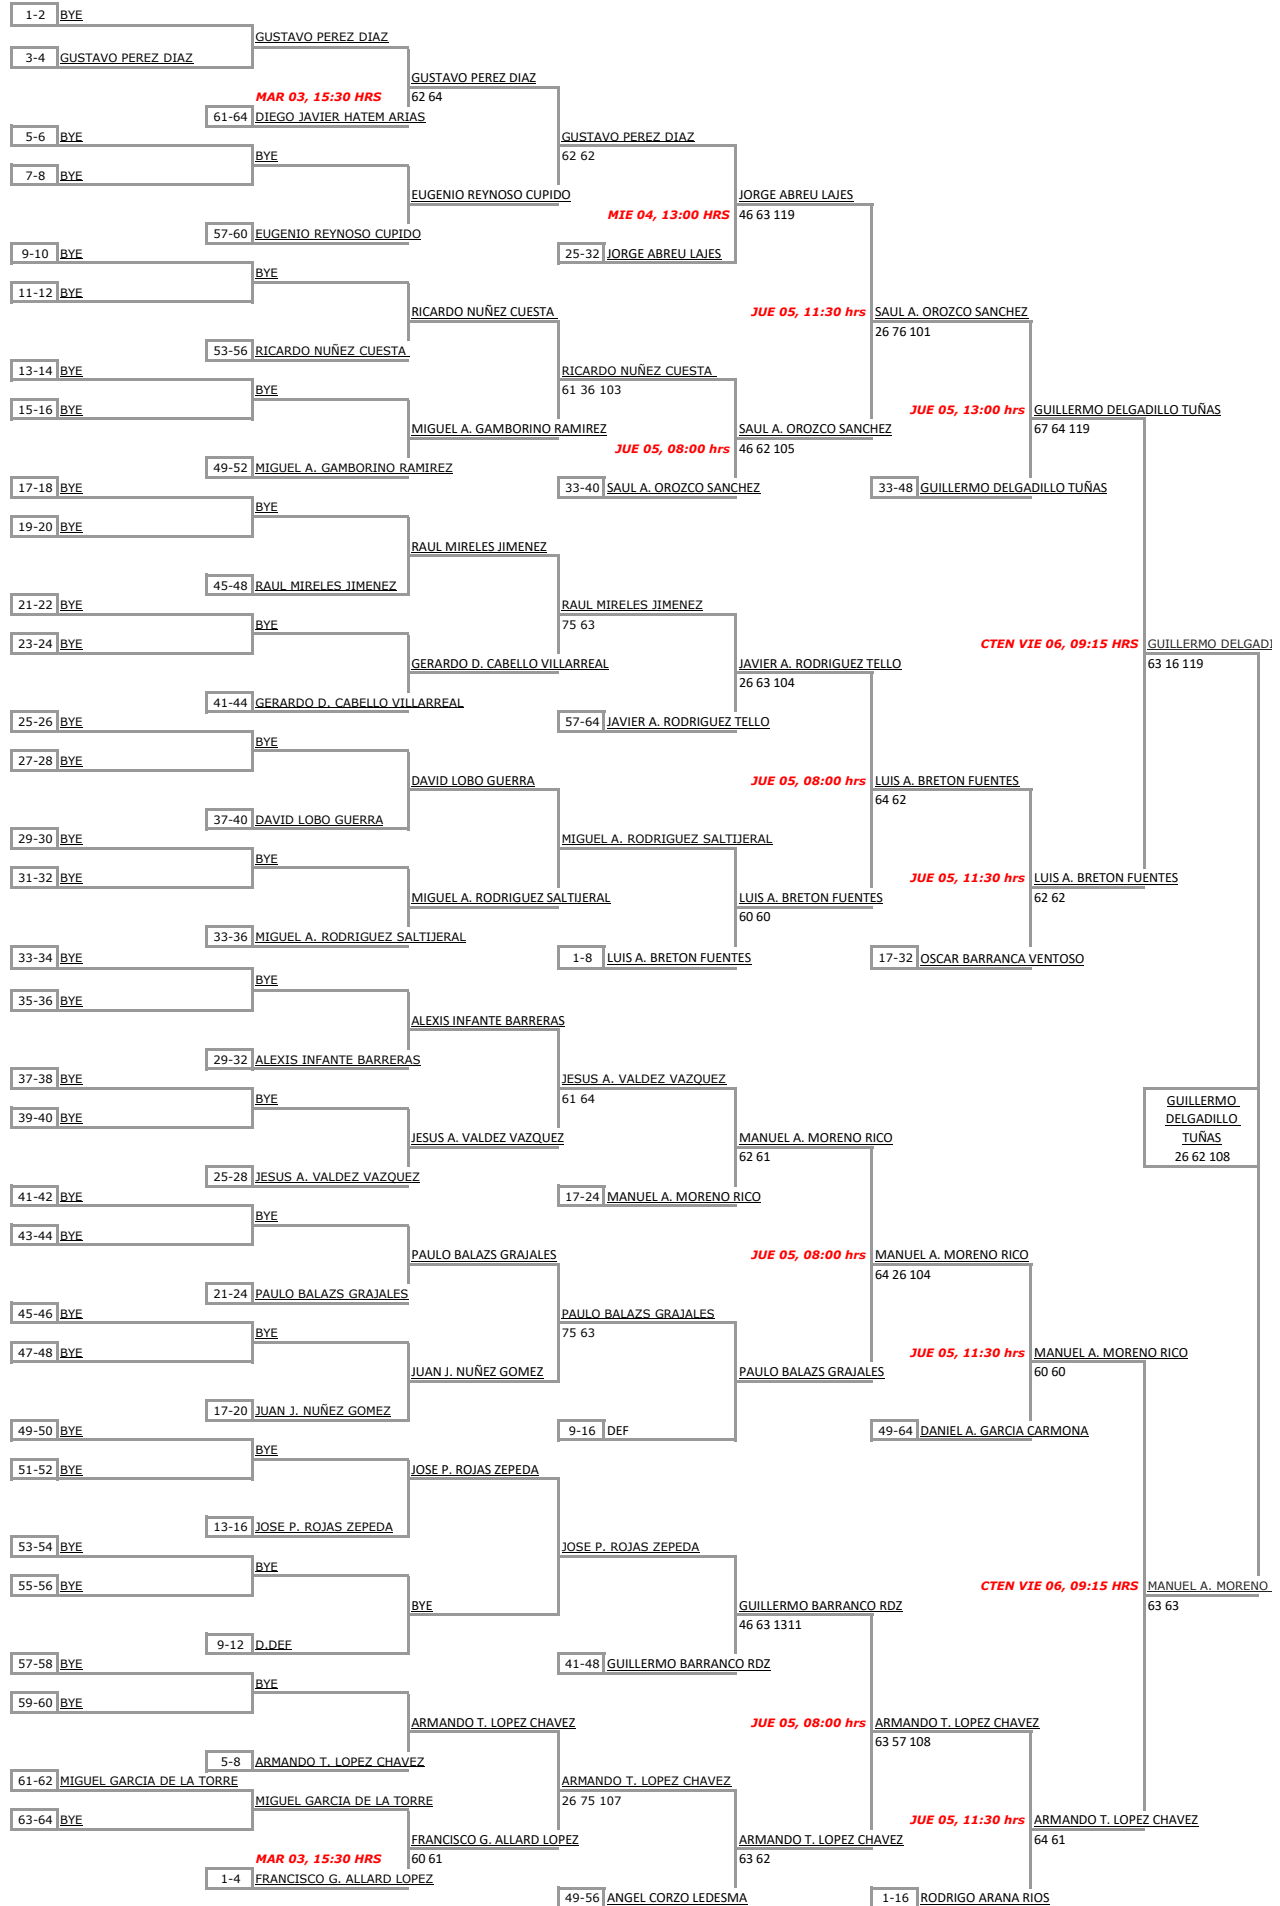 1-2 BYE
GUSTAVO PEREZ DIAZ
3-4 GUSTAVO PEREZ DIAZ
GUSTAVO PEREZ DIAZ
MAR 03, 15:30 HRS 62 64
61-64 DIEGO JAVIER HATEM ARIAS
5-6 BYE GUSTAVO PEREZ DIAZ
BYE 62 62
7-8 BYE
EUGENIO REYNOSO CUPIDO JORGE ABREU LAJES
MIE 04, 13:00 HRS 46 63 119
57-60 EUGENIO REYNOSO CUPIDO
9-10 BYE 25-32 JORGE ABREU LAJES
BYE
11-12 BYE
RICARDO NUÑEZ CUESTA JUE 05, 11:30 hrs SAUL A. OROZCO SANCHEZ
26 76 101
53-56 RICARDO NUÑEZ CUESTA
13-14 BYE RICARDO NUÑEZ CUESTA
BYE 61 36 103
15-16 BYE JUE 05, 13:00 hrs GUILLERMO DELGADILLO TUÑAS
67 64 119
MIGUEL A. GAMBORINO RAMIREZ SAUL A. OROZCO SANCHEZ
JUE 05, 08:00 hrs 46 62 105
49-52 MIGUEL A. GAMBORINO RAMIREZ
17-18 BYE 33-40 SAUL A. OROZCO SANCHEZ 33-48 GUILLERMO DELGADILLO TUÑAS
BYE
19-20 BYE
RAUL MIRELES JIMENEZ
45-48 RAUL MIRELES JIMENEZ
21-22 BYE RAUL MIRELES JIMENEZ
BYE 75 63
23-24 BYE CTEN VIE 06, 09:15 HRS GUILLERMO DELGADI
GERARDO D. CABELLO VILLARREAL JAVIER A. RODRIGUEZ TELLO 63 16 119
26 63 104
41-44 GERARDO D. CABELLO VILLARREAL
25-26 BYE 57-64 JAVIER A. RODRIGUEZ TELLO
BYE
27-28 BYE
DAVID LOBO GUERRA JUE 05, 08:00 hrs LUIS A. BRETON FUENTES
64 62
37-40 DAVID LOBO GUERRA
29-30 BYE MIGUEL A. RODRIGUEZ SALTIJERAL
BYE
31-32 BYE JUE 05, 11:30 hrs LUIS A. BRETON FUENTES
MIGUEL A. RODRIGUEZ SALTIJERAL LUIS A. BRETON FUENTES 62 62
60 60
33-36 MIGUEL A. RODRIGUEZ SALTIJERAL
33-34 BYE 1-8 LUIS A. BRETON FUENTES 17-32 OSCAR BARRANCA VENTOSO
BYE
35-36 BYE
ALEXIS INFANTE BARRERAS
29-32 ALEXIS INFANTE BARRERAS
37-38 BYE JESUS A. VALDEZ VAZQUEZ
BYE 61 64 GUILLERMO
39-40 BYE DELGADILLO
JESUS A. VALDEZ VAZQUEZ MANUEL A. MORENO RICO TUÑAS
62 61 26 62 108
25-28 JESUS A. VALDEZ VAZQUEZ
41-42 BYE 17-24 MANUEL A. MORENO RICO
BYE
43-44 BYE
PAULO BALAZS GRAJALES JUE 05, 08:00 hrs MANUEL A. MORENO RICO
64 26 104
21-24 PAULO BALAZS GRAJALES
45-46 BYE PAULO BALAZS GRAJALES
BYE 75 63
47-48 BYE JUE 05, 11:30 hrs MANUEL A. MORENO RICO
JUAN J. NUÑEZ GOMEZ PAULO BALAZS GRAJALES 60 60
17-20 JUAN J. NUÑEZ GOMEZ
49-50 BYE 9-16 DEF 49-64 DANIEL A. GARCIA CARMONA
BYE
51-52 BYE JOSE P. ROJAS ZEPEDA
13-16 JOSE P. ROJAS ZEPEDA
53-54 BYE JOSE P. ROJAS ZEPEDA
BYE
55-56 BYE CTEN VIE 06, 09:15 HRS MANUEL A. MORENO
BYE GUILLERMO BARRANCO RDZ 63 63
46 63 1311
9-12 D.DEF
57-58 BYE 41-48 GUILLERMO BARRANCO RDZ
BYE
59-60 BYE
ARMANDO T. LOPEZ CHAVEZ JUE 05, 08:00 hrs ARMANDO T. LOPEZ CHAVEZ
63 57 108
5-8 ARMANDO T. LOPEZ CHAVEZ
61-62 MIGUEL GARCIA DE LA TORRE ARMANDO T. LOPEZ CHAVEZ
MIGUEL GARCIA DE LA TORRE 26 75 107
63-64 BYE JUE 05, 11:30 hrs ARMANDO T. LOPEZ CHAVEZ
FRANCISCO G. ALLARD LOPEZ ARMANDO T. LOPEZ CHAVEZ 64 61
MAR 03, 15:30 HRS 60 61 63 62
1-4 FRANCISCO G. ALLARD LOPEZ
49-56 ANGEL CORZO LEDESMA 1-16 RODRIGO ARANA RIOS